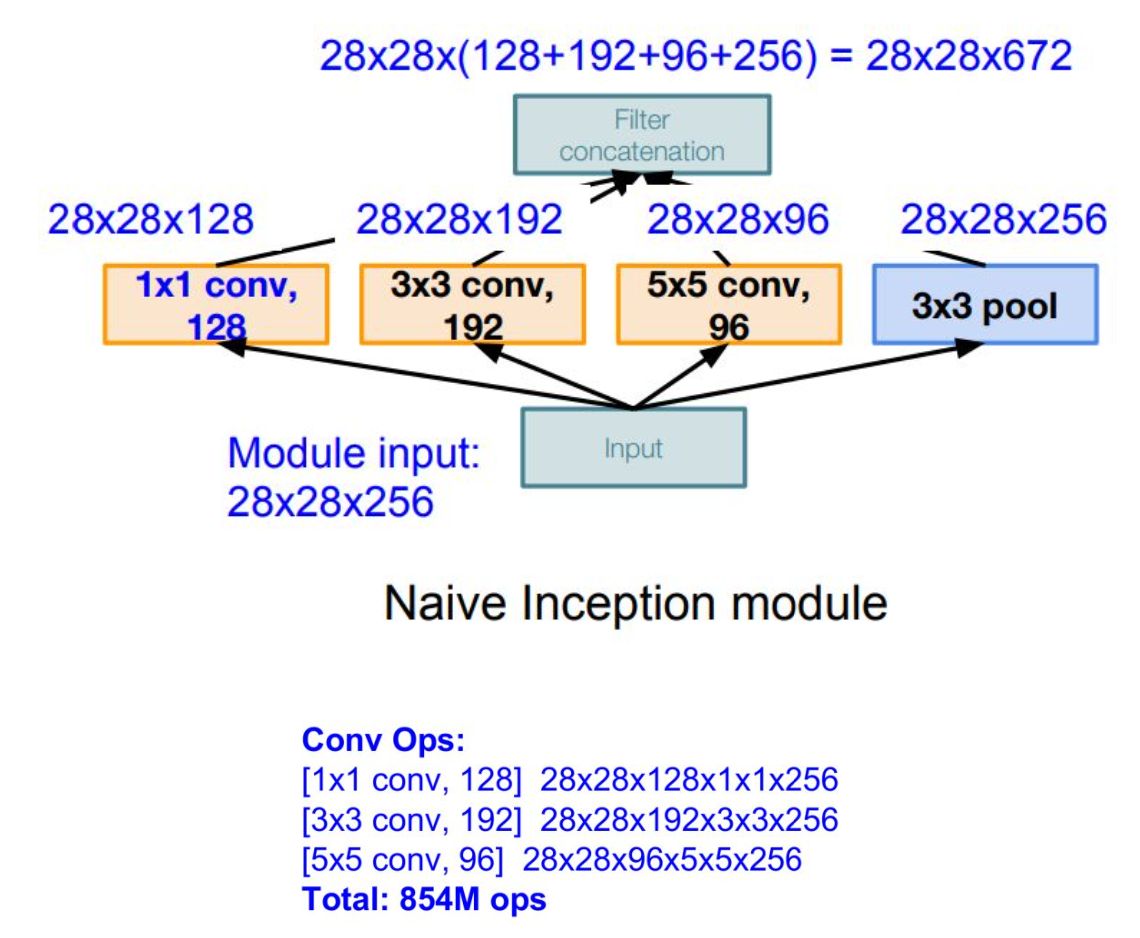 28x28x(128+192+96+256) = 28x28x672
Filter
concatenation
28x28x128
28x28x192
28x28x96
28x28x256
1x1 conv,
128
3x3 conv,
192
5x5 conv,
96
3x3 pool
Input
Module input:
28x28x256
Naive Inception module
Conv Ops:
[1x1 conv, 128]  28x28x128x1x1x256
[3x3 conv, 192]  28x28x192x3x3x256
[5x5 conv, 96]  28x28x96x5x5x256
Total: 854M ops